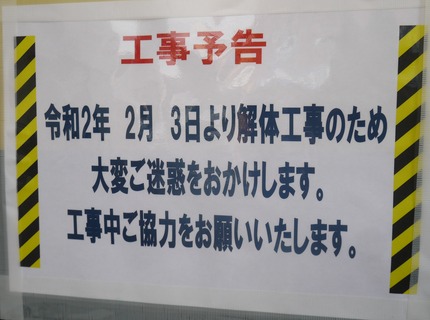 工事予告
令和2年 2月 3日より解体工事のため
大変ご迷惑をおかけします。
工事中ご協力をお願いいたします。